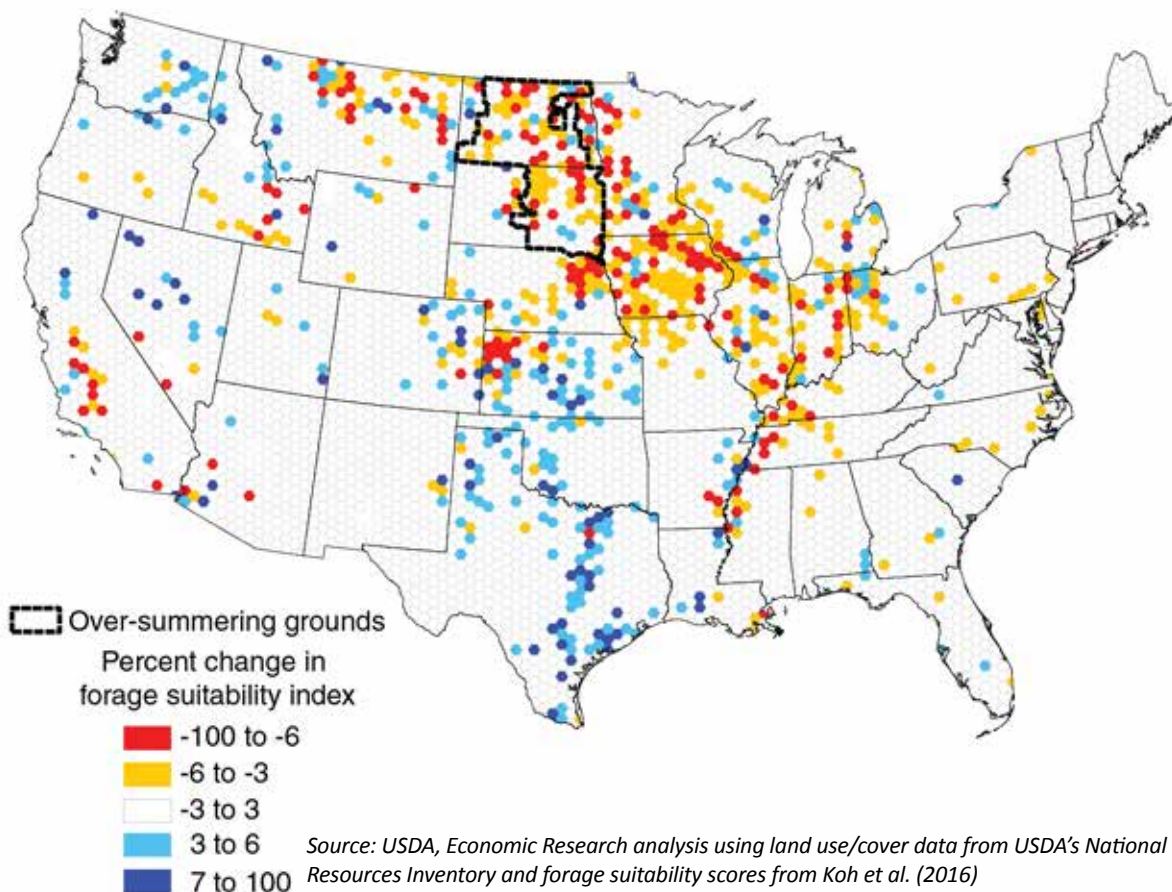 Over-summering grounds
Percent change in
forage suitability index
-100 to -6
-6 to -3
-3 to 3
3 to 6
7 to 100
Source: USDA, Economic Research analysis using land use/cover data from USDA's National
Resources Inventory and forage suitability scores from Koh et al. (2016)